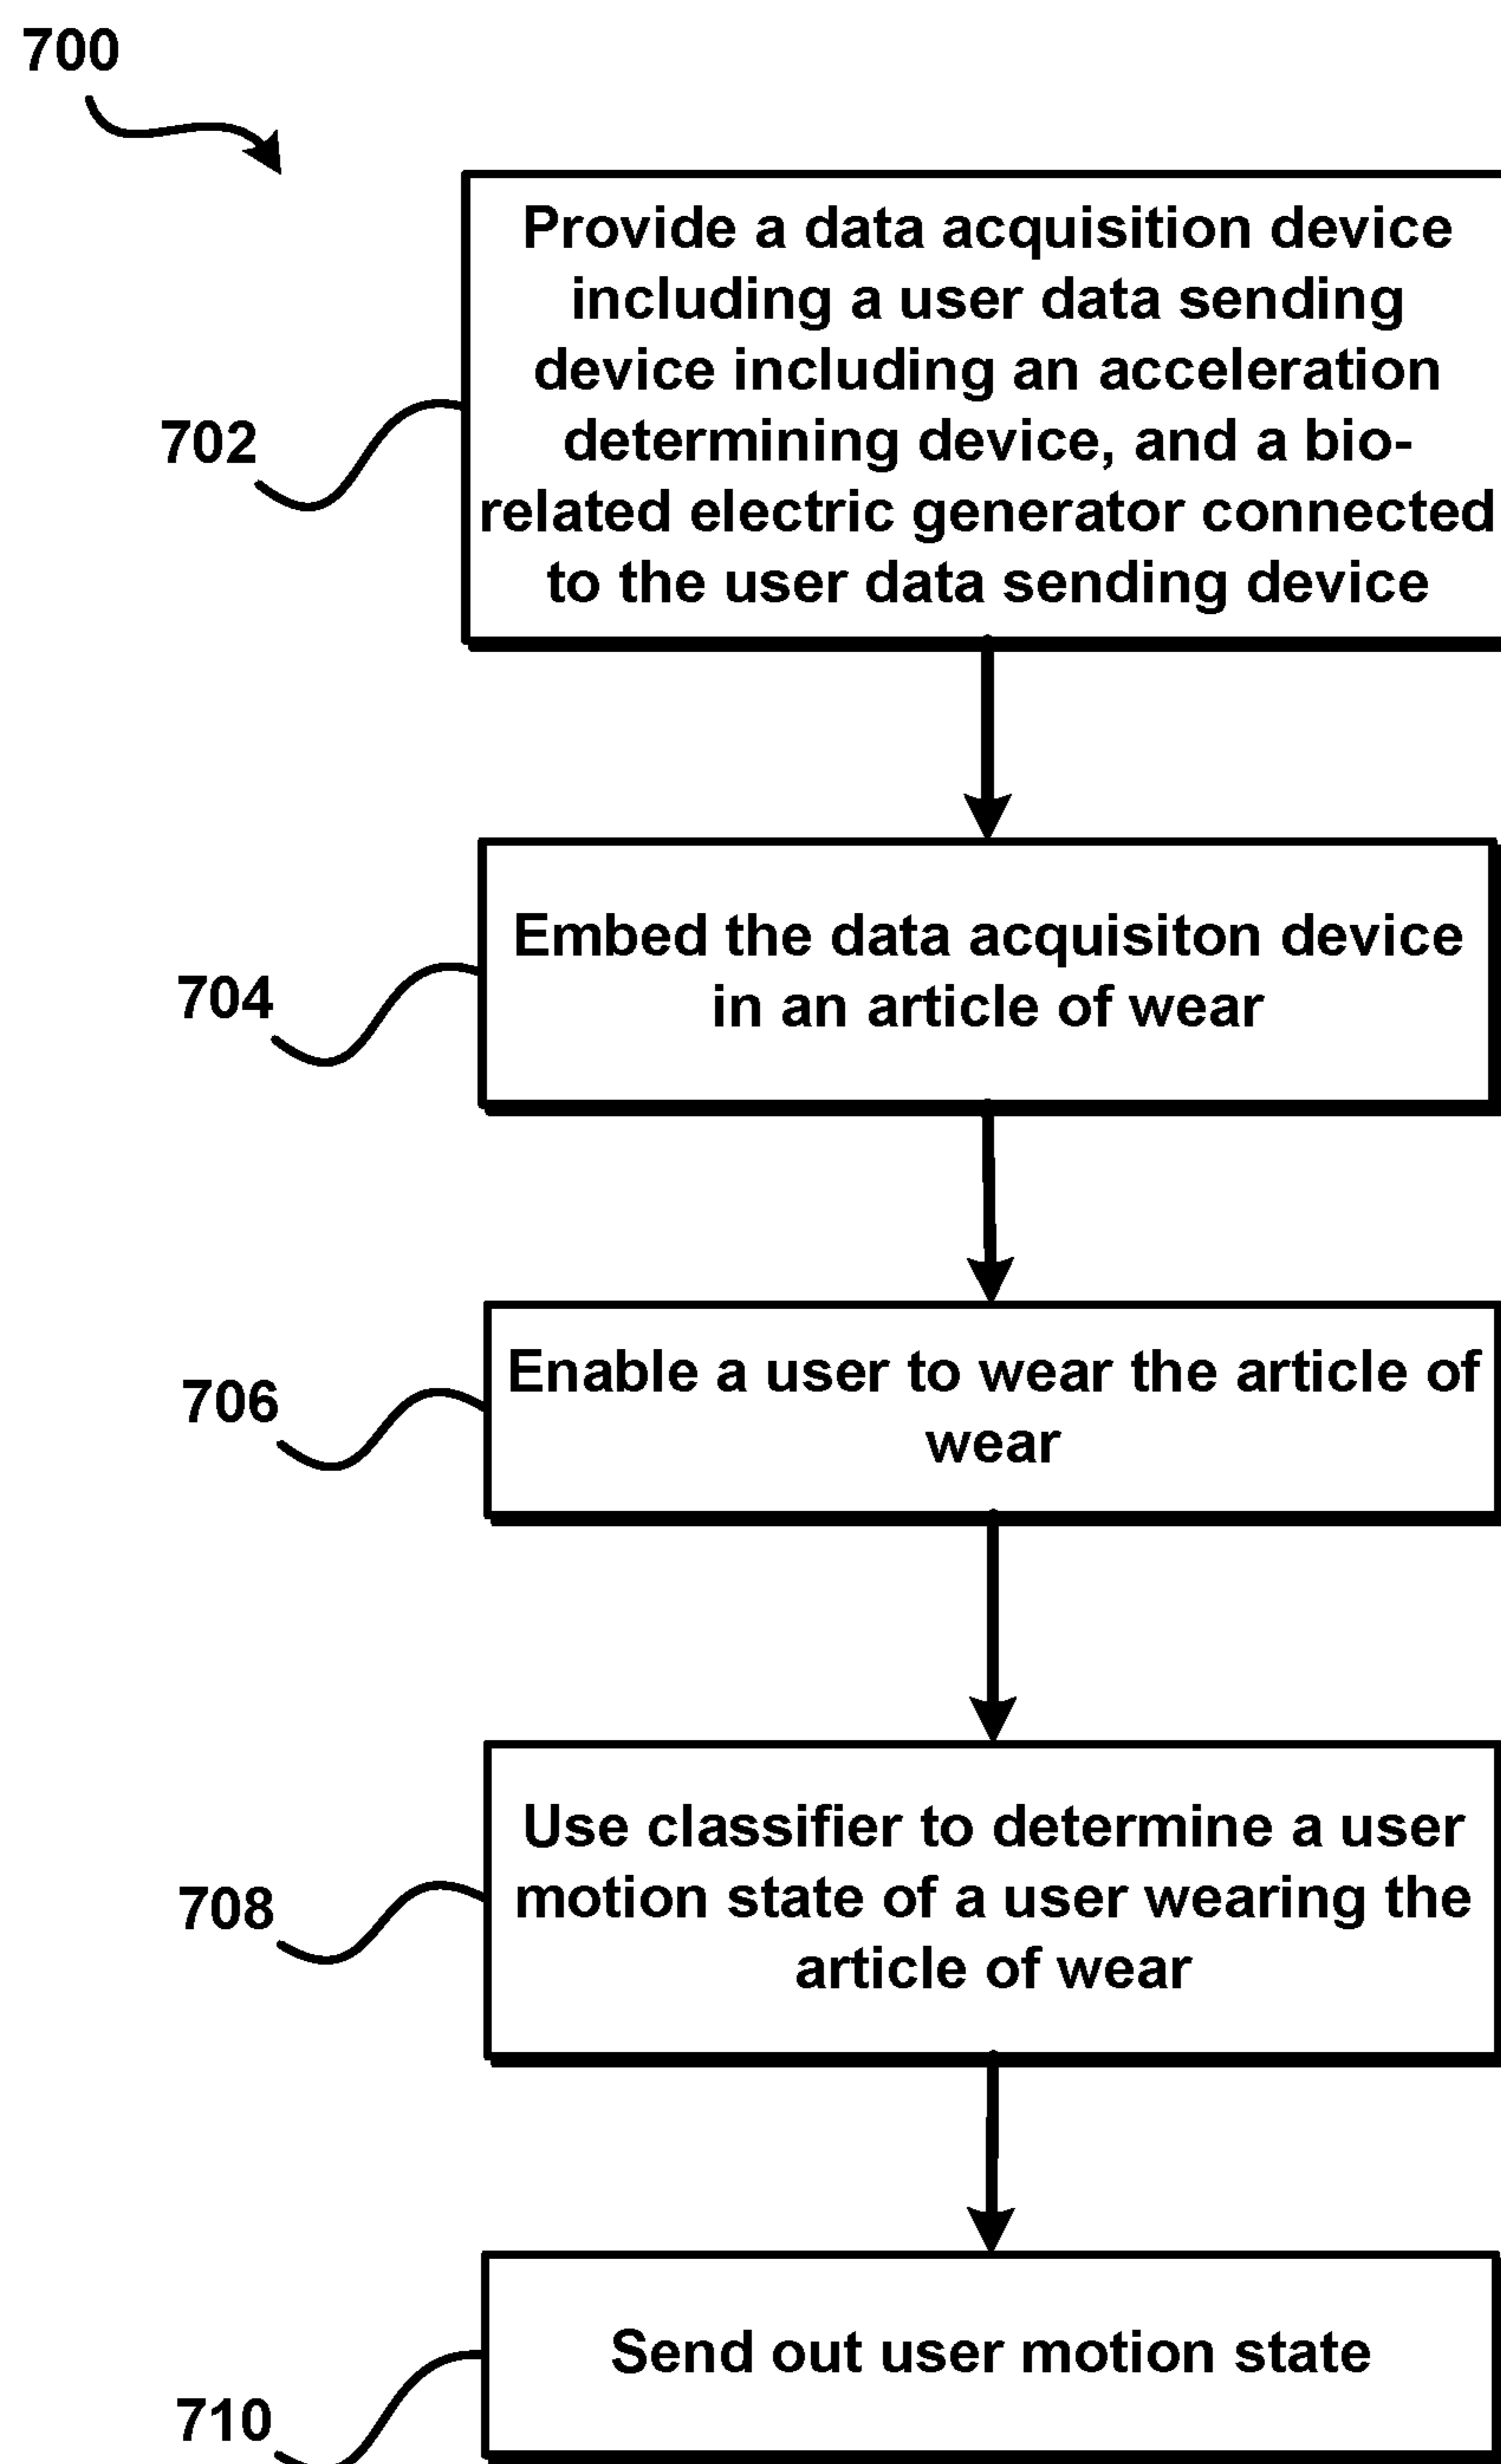 700
Provide a data acquisition device
including a user data sending
device including an acceleration
determining device, and a bio-
related electric generator connected
to the user data sending device
702
Embed the data acquisiton device
in an article of wear
704
Enable a user to wear the article of
wear
706
Use classifier to determine a user
motion state of a user wearing the
article of wear
708
Send out user motion state
710